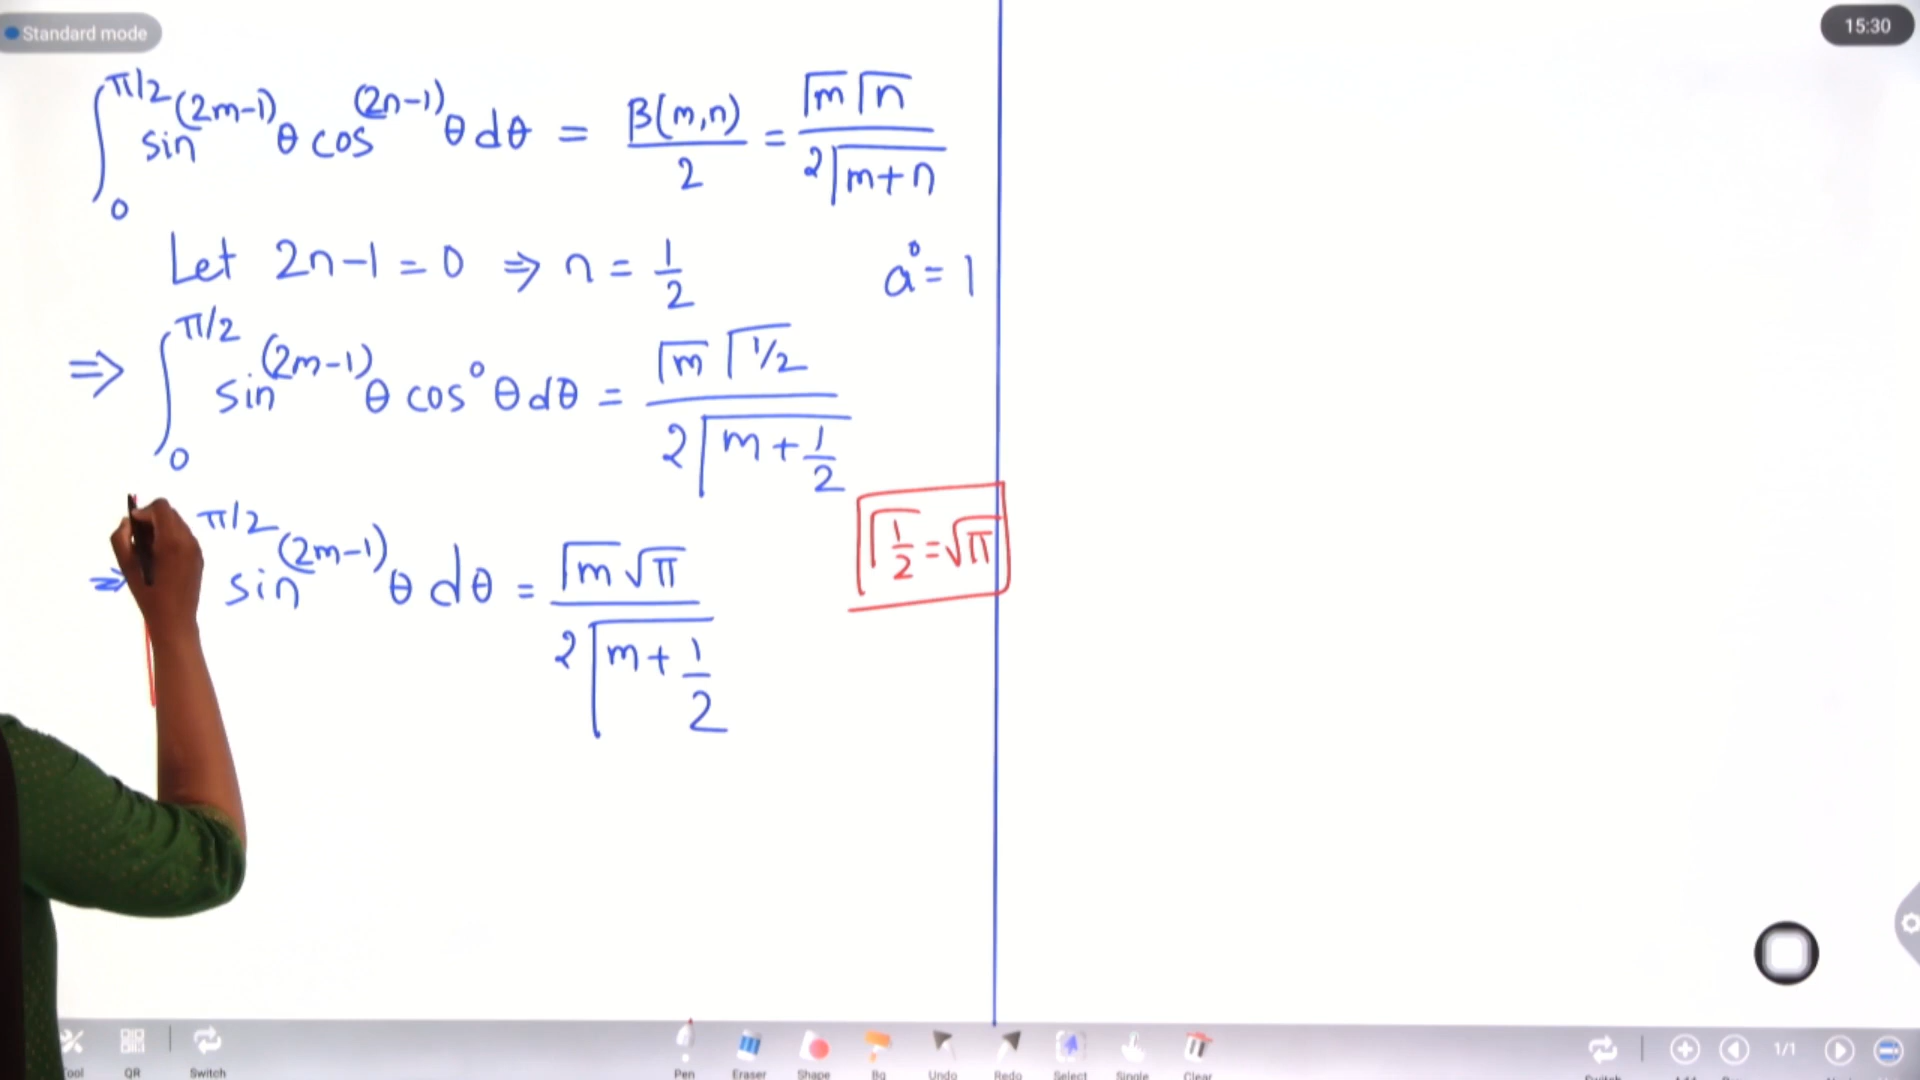 Standard mode
15:30
∫₀^{π/2} sin^{(2m-1)}θ cos^{(2n-1)}θ dθ = β(m,n)/2 = Γm Γn / 2Γ(m+n)
Let 2n-1 = 0 ⇒ n = 1/2
a⁰ = 1
⇒ ∫₀^{π/2} sin^{(2m-1)}θ cos⁰θ dθ = Γm Γ1/2 / 2Γ(m+1/2)
Γ1/2 = √π
⇒ π/2 sin^{(2m-1)}θ dθ = Γm √π / 2Γ(m+1/2)
ool QR Switch Pen Eraser Shape Bg Undo Redo Select Single Clear 1/1